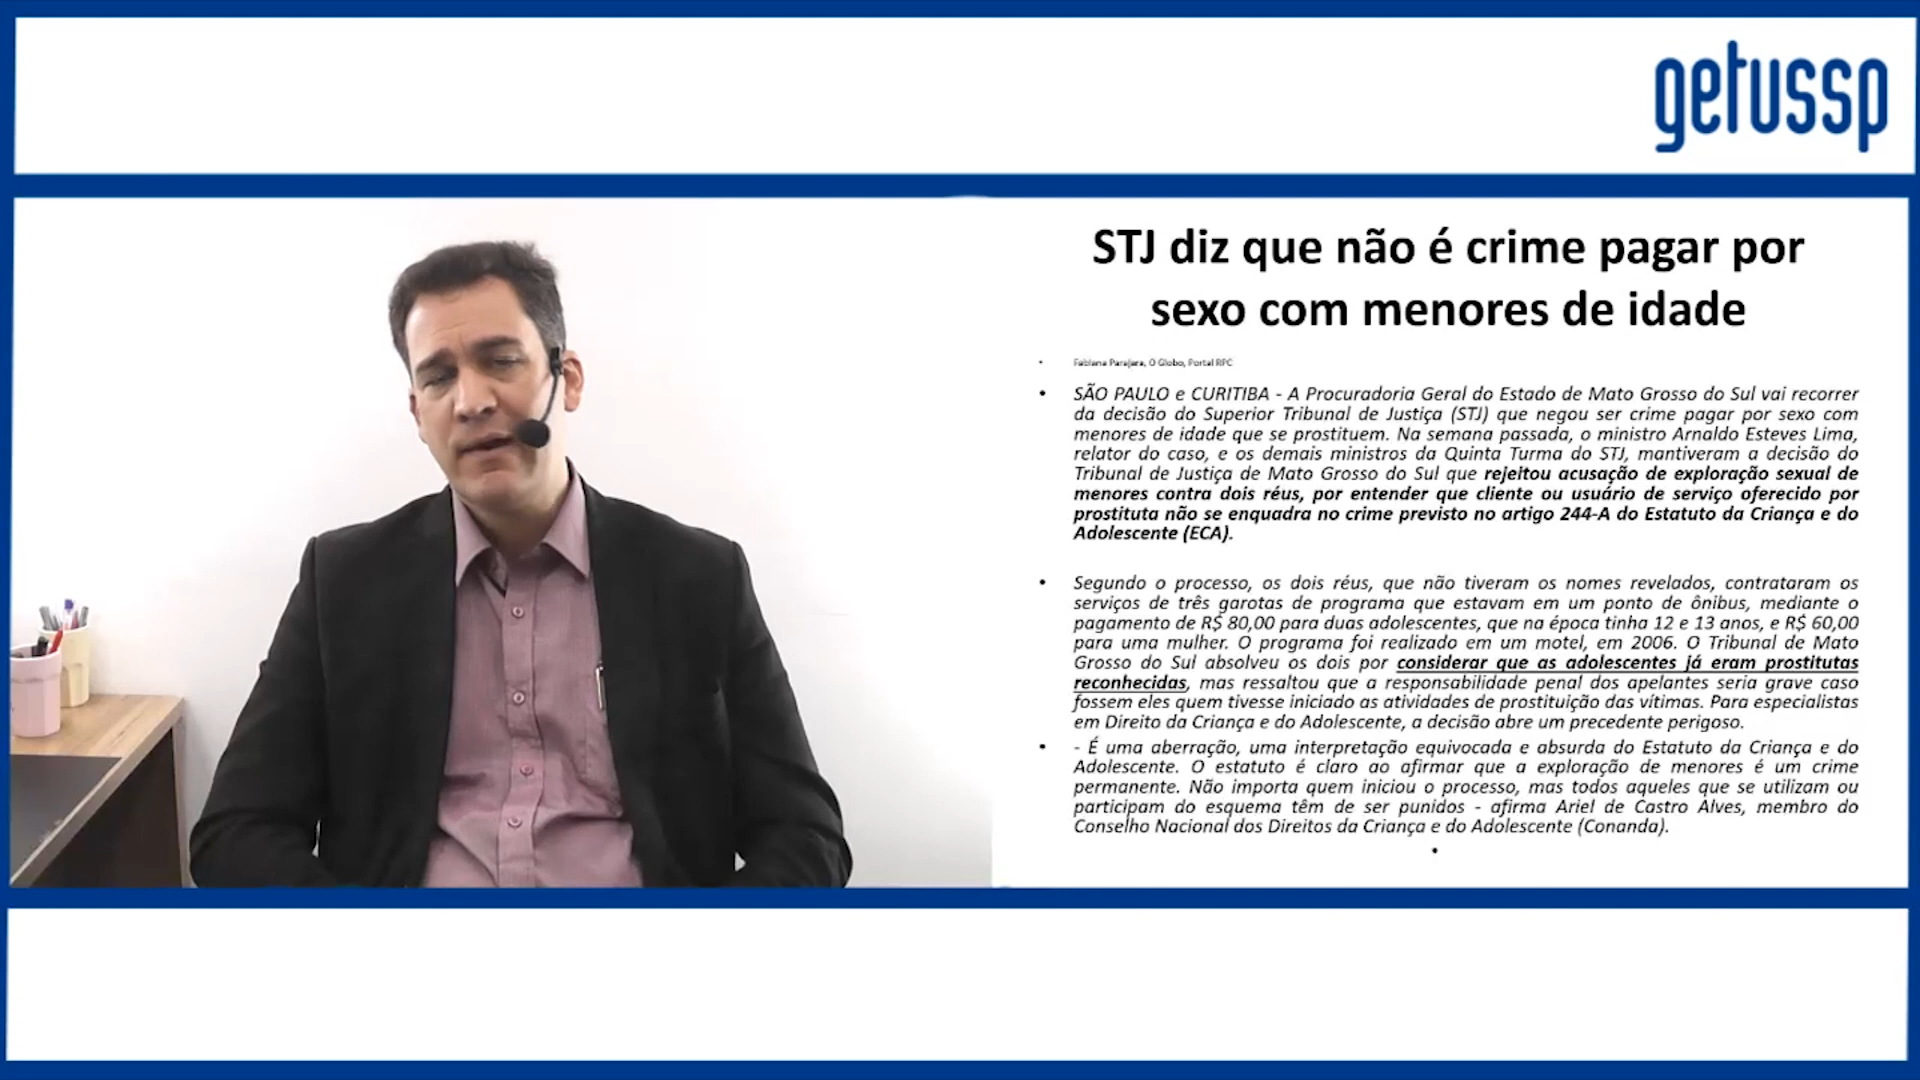 getussp
STJ diz que não é crime pagar por
sexo com menores de idade
• Fabiana Parajara, O Globo, Portal RPC
• SÃO PAULO e CURITIBA - A Procuradoria Geral do Estado de Mato Grosso do Sul vai recorrer
da decisão do Superior Tribunal de Justiça (STJ) que negou ser crime pagar por sexo com
menores de idade que se prostituem. Na semana passada, o ministro Arnaldo Esteves Lima,
relator do caso, e os demais ministros da Quinta Turma do STJ, mantiveram a decisão do
Tribunal de Justiça de Mato Grosso do Sul que rejeitou acusação de exploração sexual de
menores contra dois réus, por entender que cliente ou usuário de serviço oferecido por
prostituta não se enquadra no crime previsto no artigo 244-A do Estatuto da Criança e do
Adolescente (ECA).
• Segundo o processo, os dois réus, que não tiveram os nomes revelados, contrataram os
serviços de três garotas de programa que estavam em um ponto de ônibus, mediante o
pagamento de R$ 80,00 para duas adolescentes, que na época tinha 12 e 13 anos, e R$ 60,00
para uma mulher. O programa foi realizado em um motel, em 2006. O Tribunal de Mato
Grosso do Sul absolveu os dois por considerar que as adolescentes já eram prostitutas
reconhecidas, mas ressaltou que a responsabilidade penal dos apelantes seria grave caso
fossem eles quem tivesse iniciado as atividades de prostituição das vítimas. Para especialistas
em Direito da Criança e do Adolescente, a decisão abre um precedente perigoso.
• - É uma aberração, uma interpretação equivocada e absurda do Estatuto da Criança e do
Adolescente. O estatuto é claro ao afirmar que a exploração de menores é um crime
permanente. Não importa quem iniciou o processo, mas todos aqueles que se utilizam ou
participam do esquema têm de ser punidos - afirma Ariel de Castro Alves, membro do
Conselho Nacional dos Direitos da Criança e do Adolescente (Conanda).
•